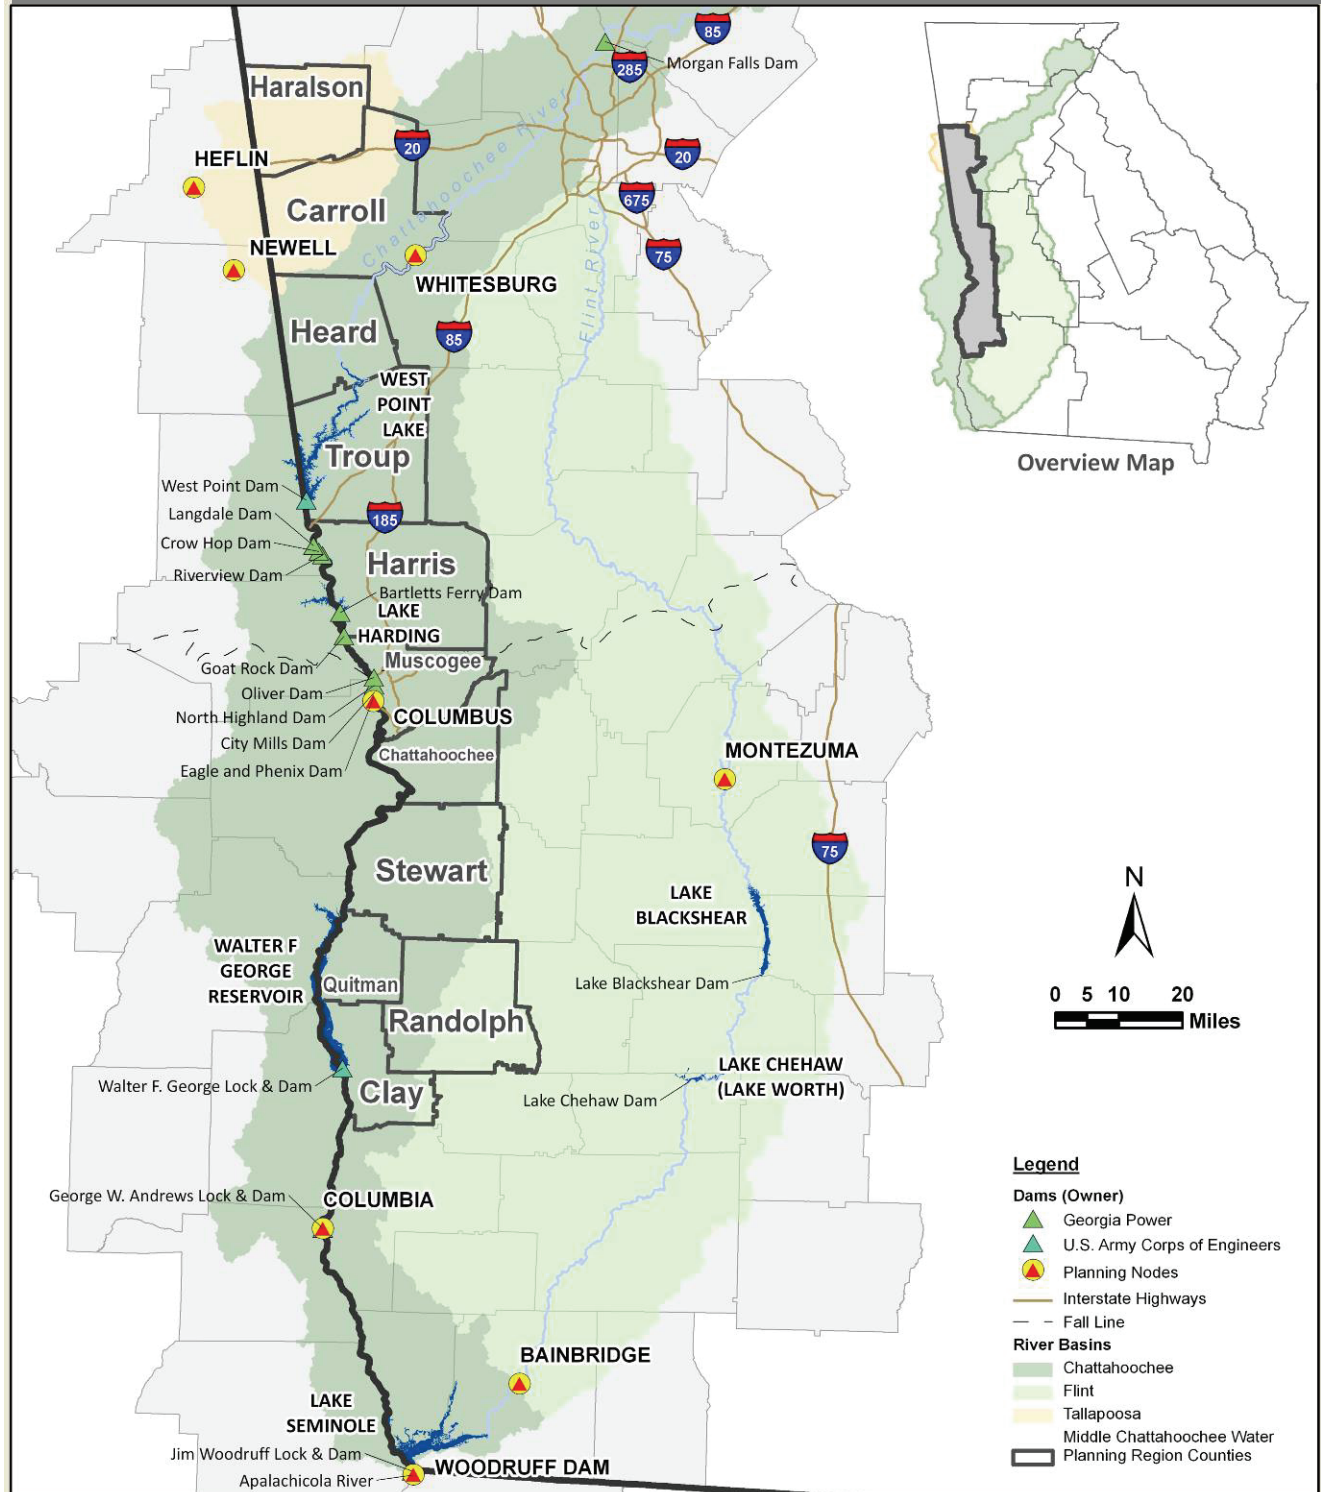 85
285
Morgan Falls Dam
Haralson
20
20
HEFLIN
Chattahoochee River
675
Carroll
75
NEWELL
WHITESBURG
Flint River
Heard
85
WEST
POINT
LAKE
Troup
West Point Dam
Langdale Dam
185
Crow Hop Dam
Harris
Riverview Dam
Bartletts Ferry Dam
LAKE
HARDING
Muscogee
Goat Rock Dam
Oliver Dam
North Highland Dam
COLUMBUS
City Mills Dam
Chattahoochee
MONTEZUMA
Eagle and Phenix Dam
75
Stewart
LAKE
BLACKSHEAR
WALTER F
GEORGE
RESERVOIR
Quitman
Lake Blackshear Dam
Randolph
LAKE CHEHAW
(LAKE WORTH)
Walter F. George Lock & Dam
Clay
Lake Chehaw Dam
George W. Andrews Lock & Dam
COLUMBIA
BAINBRIDGE
LAKE
SEMINOLE
Jim Woodruff Lock & Dam
WOODRUFF DAM
Apalachicola River
Overview Map
N
0 5 10 20
Miles
Legend
Dams (Owner)
Georgia Power
U.S. Army Corps of Engineers
Planning Nodes
Interstate Highways
Fall Line
River Basins
Chattahoochee
Flint
Tallapoosa
Middle Chattahoochee Water
Planning Region Counties